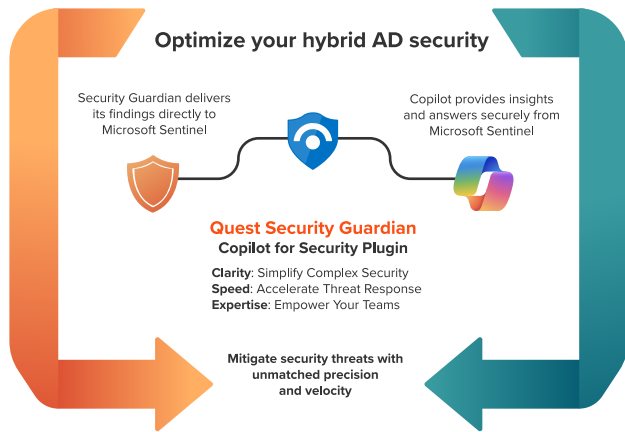 Optimize your hybrid AD security
Security Guardian delivers
its findings directly to
Microsoft Sentinel
Copilot provides insights
and answers securely from
Microsoft Sentinel
Quest Security Guardian
Copilot for Security Plugin
Clarity: Simplify Complex Security
Speed: Accelerate Threat Response
Expertise: Empower Your Teams
Mitigate security threats with
unmatched precision
and velocity